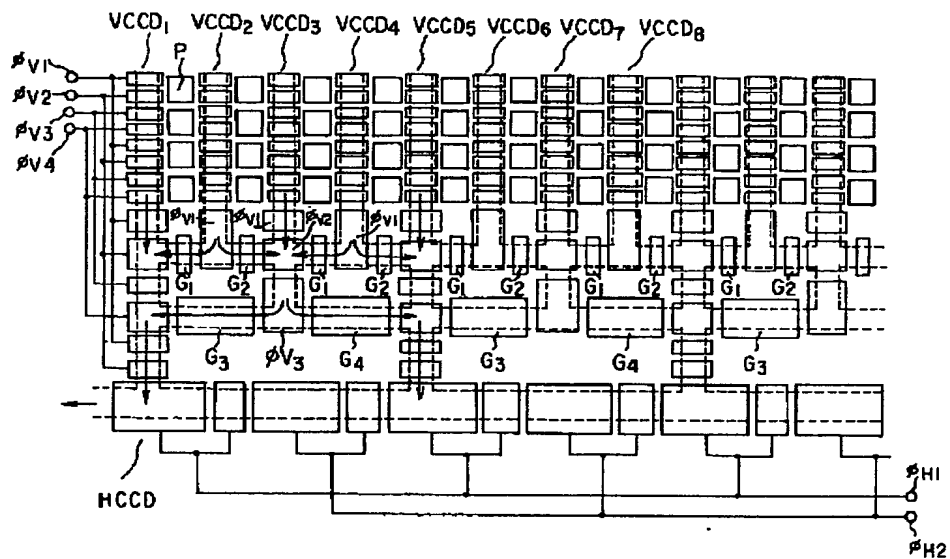 VCCD1 VCCD2 VCCD3 VCCD4 VCCD5 VCCD6 VCCD7 VCCD8
P
øV1
øV2
øV3
øV4
øV1 øV1 øV2 øV1
G1 G2 G1 G2 G1 G2 G1 G2 G1 G2
G3 øV3 G4 G3 G4 G3
HCCD
øH1
øH2